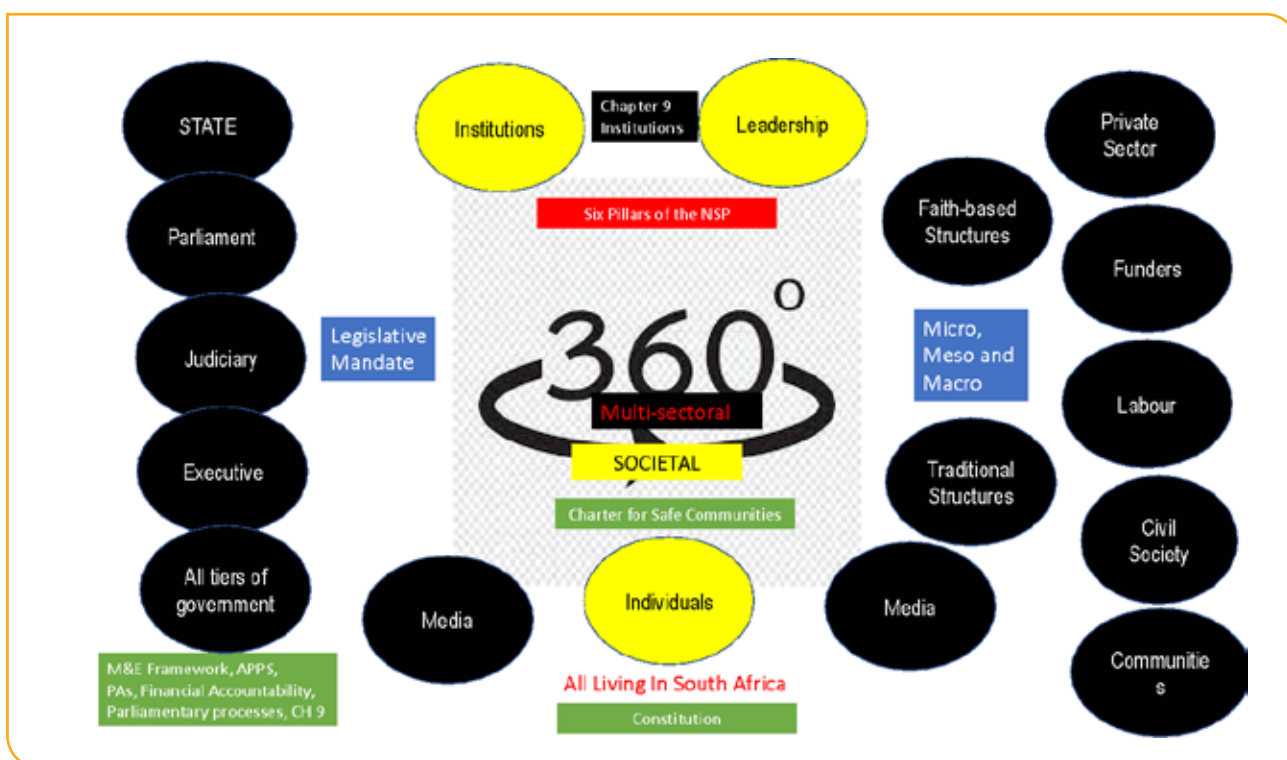 STATE
Parliament
Judiciary
Executive
All tiers of
government
M&E Framework, APPS,
PAs, Financial Accountability,
Parliamentary processes, CH 9
Legislative
Mandate
Institutions
Chapter 9
Institutions
Leadership
Six Pillars of the NSP
360°
Multi-sectoral
SOCIETAL
Charter for Safe Communities
Media
Individuals
Media
All Living In South Africa
Constitution
Faith-based
Structures
Micro,
Meso and
Macro
Traditional
Structures
Private
Sector
Funders
Labour
Civil
Society
Communitie
s